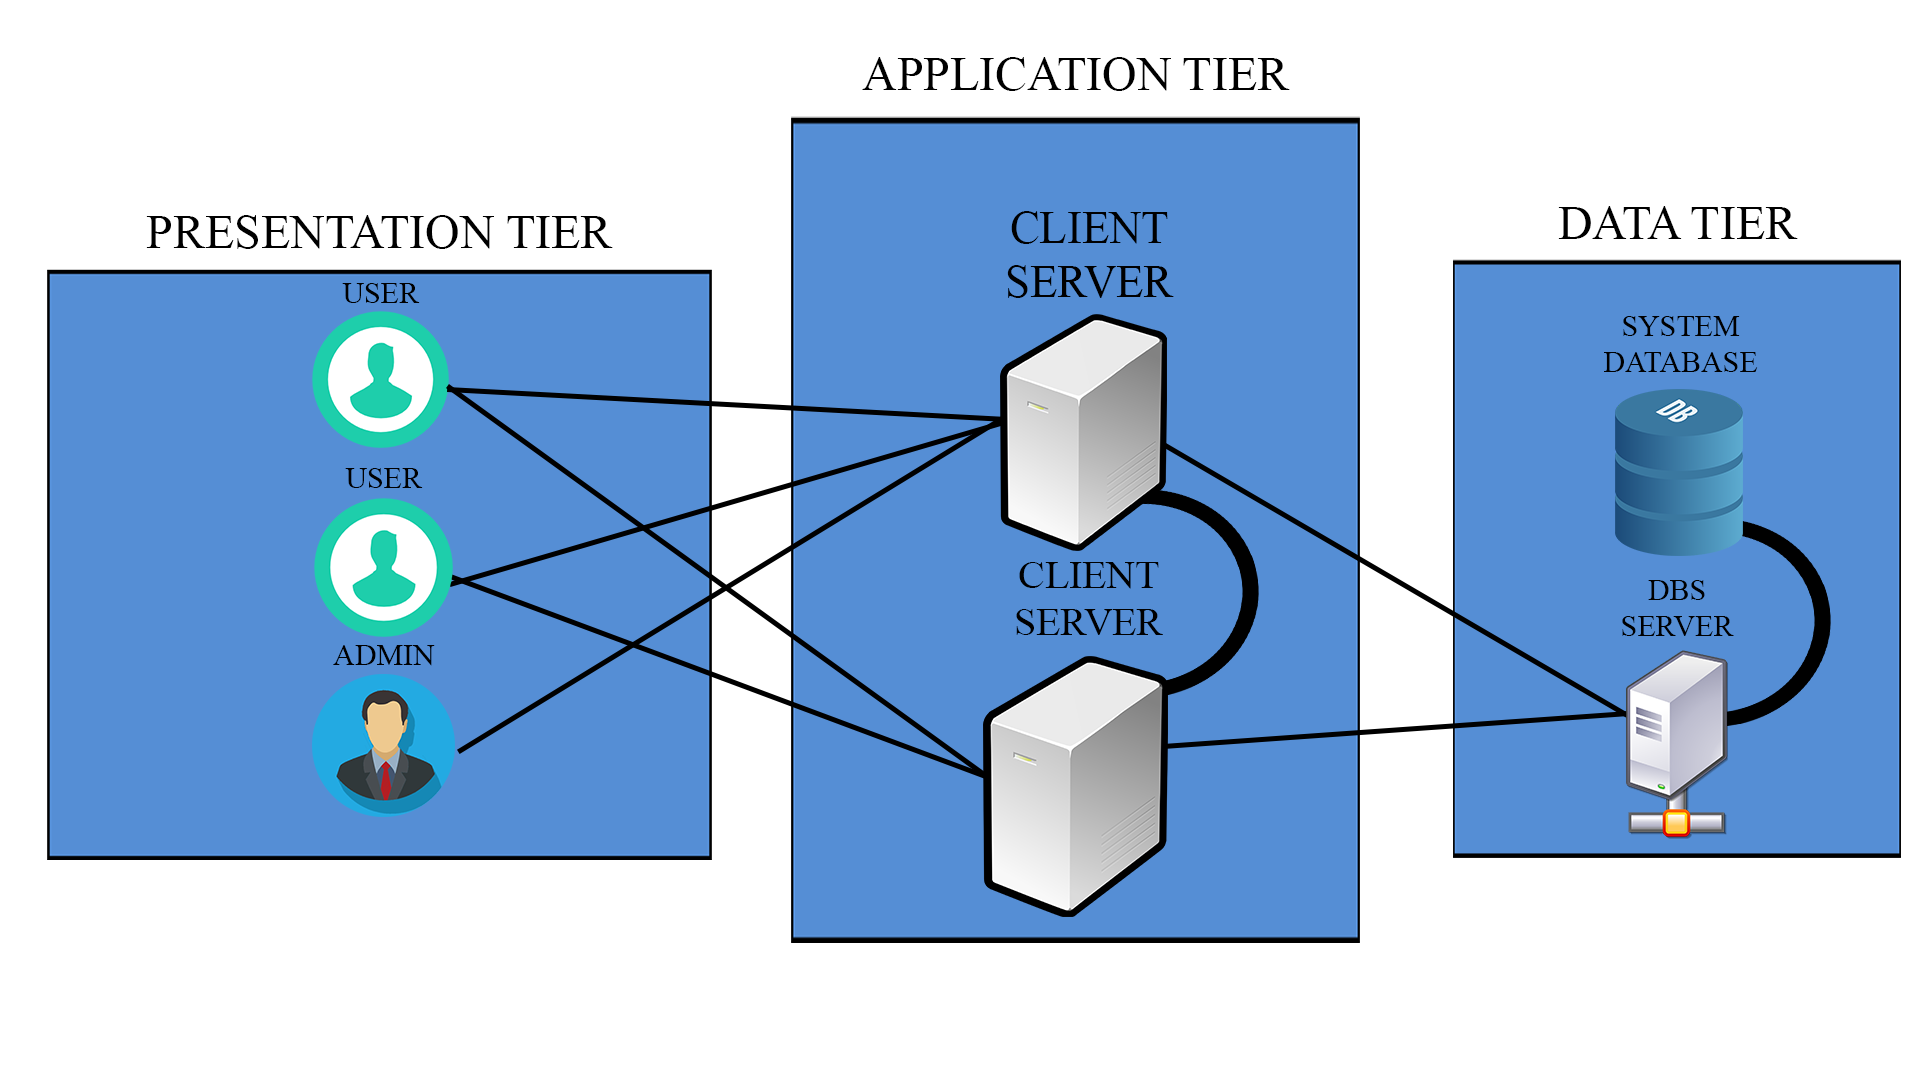 APPLICATION TIER
PRESENTATION TIER
DATA TIER
USER
USER
ADMIN
CLIENT
SERVER
CLIENT
SERVER
SYSTEM
DATABASE
DB
DBS
SERVER